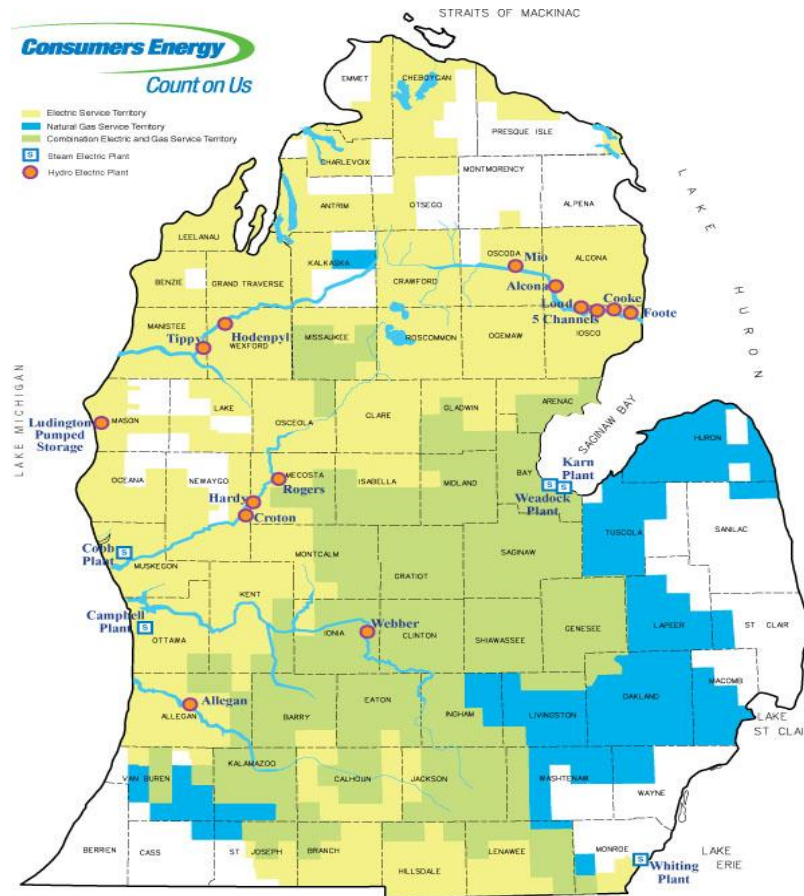 STRAITS OF MACKINAC
Consumers Energy
Count on Us
Electric Service Territory
Natural Gas Service Territory
Combination Electric and Gas Service Territory
S Steam Electric Plant
Hydro Electric Plant
EMMET
CHEBOYGAN
PRESQUE ISLE
CHARLEVOIX
MONTMORENCY
ANTRIM
OTSEGO
ALPENA
LAKE HURON
LEELANAU
KALKASKA
OSCODA
ALCONA
Mio
BENZIE
GRAND TRAVERSE
CRAWFORD
Alcona
Loud
Cooke
5 Channels
Foote
MANISTEE
Hodenpyl
Tippy
WEXFORD
MISSAUKEE
ROSCOMMON
OGEMAW
IOSCO
LAKE MICHIGAN
ARENAC
LAKE
CLARE
GLADWIN
SAGINAW BAY
Ludington
Pumped
Storage
MASON
OSCEOLA
HURON
OCEANA
NEWAYGO
MECOSTA
Rogers
ISABELLA
MIDLAND
BAY
Karn
Plant
S S
Weadock
Plant
Hardy
Croton
TUSCOLA
SANILAC
Cobb
Plant
S
MUSKEGON
MONTCALM
SAGINAW
GRATIOT
KENT
Campbell
Plant
S
OTTAWA
IONIA
Webber
CLINTON
SHIAWASSEE
GENESEE
LAPEER
ST CLAIR
MACOMB
Allegan
ALLEGAN
BARRY
EATON
INGHAM
LIVINGSTON
OAKLAND
LAKE
ST CLAIR
VAN BUREN
KALAMAZOO
CALHOUN
JACKSON
WASHTENAW
WAYNE
BERRIEN
CASS
ST JOSEPH
BRANCH
HILLSDALE
LENAWEE
MONROE
S
Whiting
Plant
LAKE
ERIE